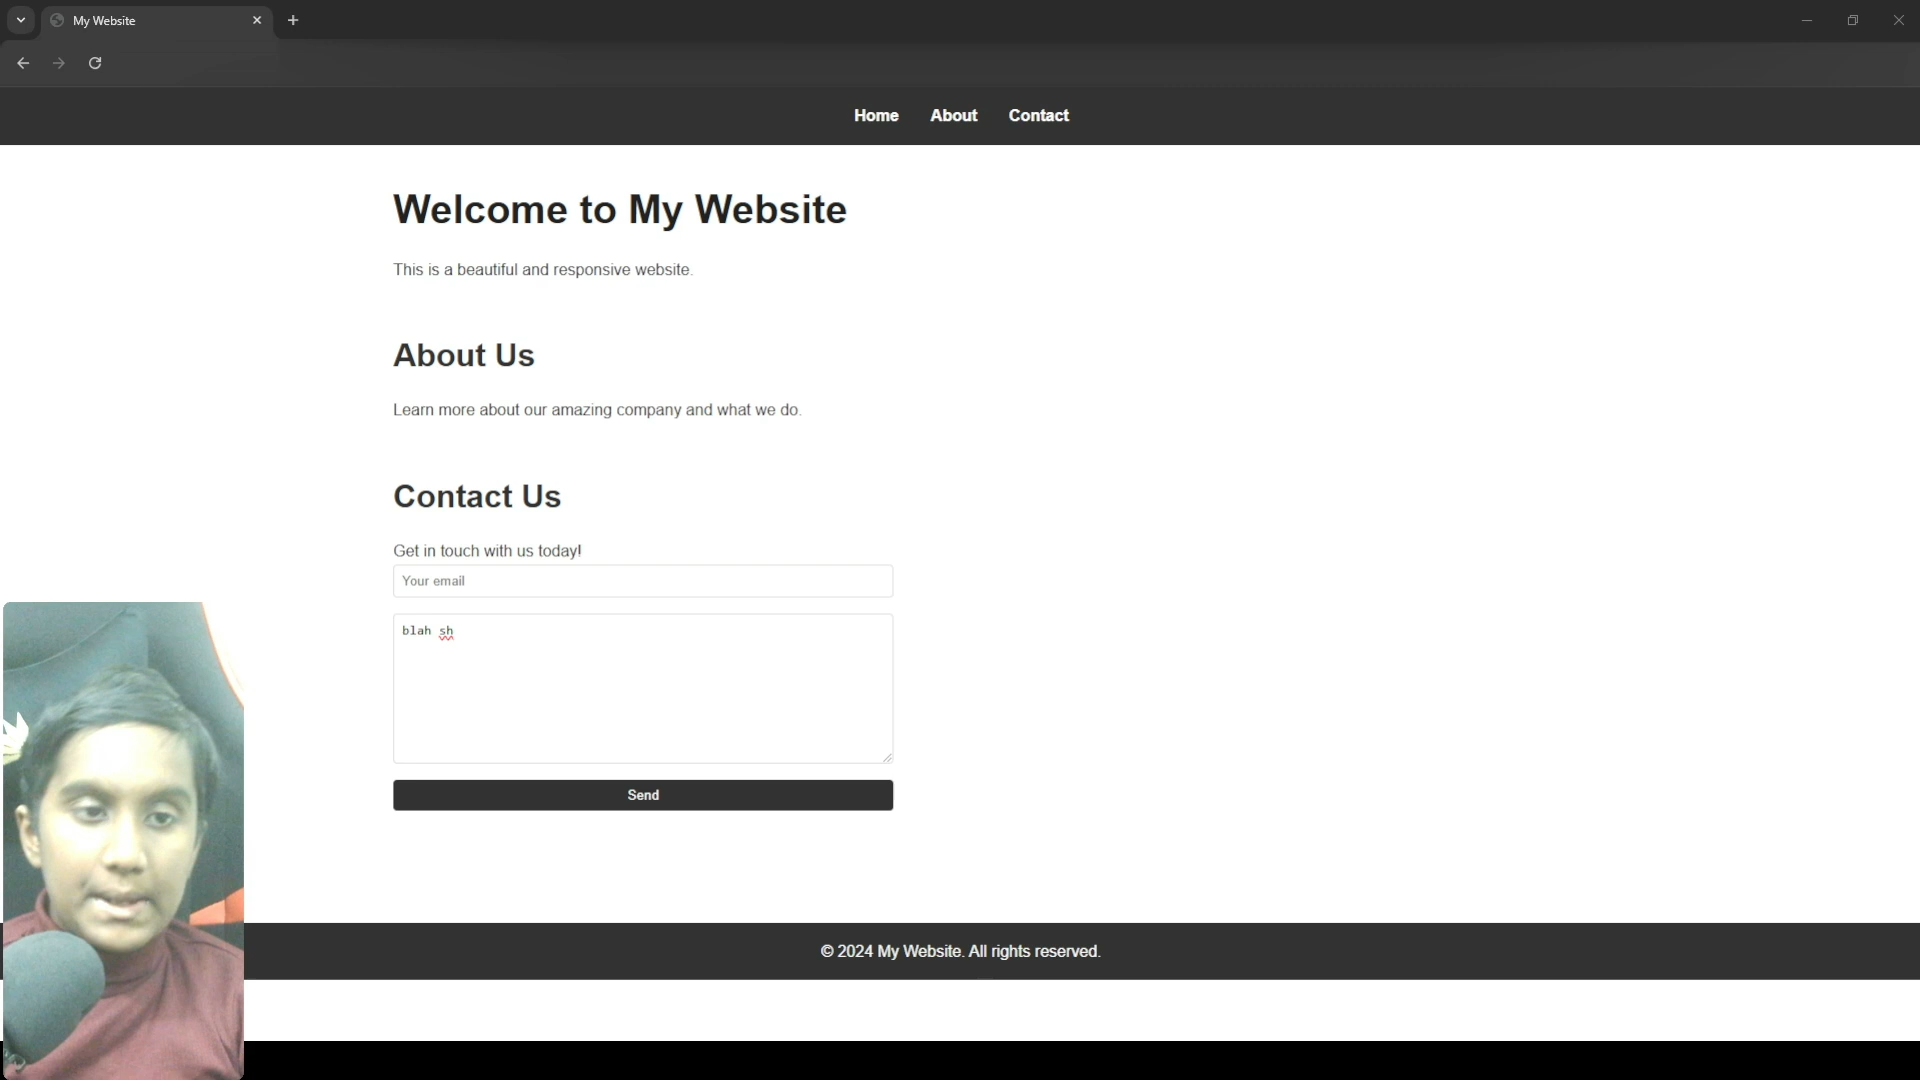 My Website
Home About Contact
Welcome to My Website
This is a beautiful and responsive website.
About Us
Learn more about our amazing company and what we do.
Contact Us
Get in touch with us today!
Your email
blah sh
Send
© 2024 My Website. All rights reserved.